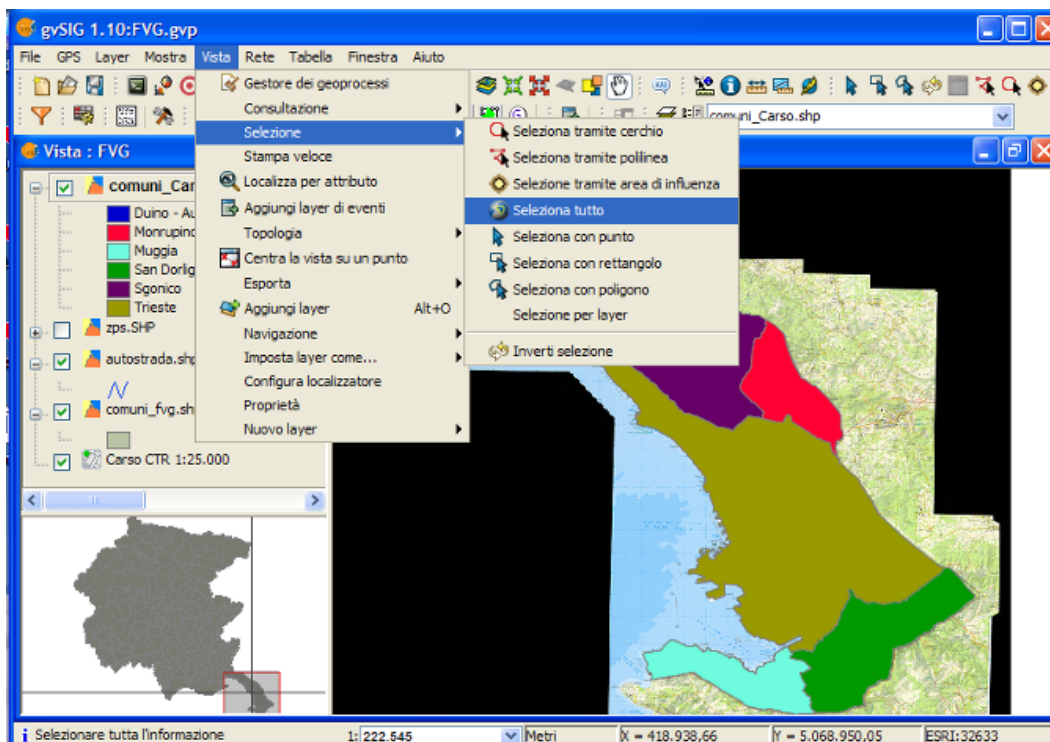 gvSIG 1.10:FVG.gvp
File GPS Layer Mostra Vista Rete Tabella Finestra Aiuto
comuni_Carso.shp
Vista : FVG
comuni_Car
Duino - Au
Monrupino
Muggia
San Dorlig
Sgonico
Trieste
zps.SHP
autostrada.shp
comuni_fvg.sh
Carso CTR 1:25.000
Gestore dei geoprocessi
Consultazione
Selezione
Stampa veloce
Localizza per attributo
Aggiungi layer di eventi
Topologia
Centra la vista su un punto
Esporta
Aggiungi layer Alt+O
Navigazione
Imposta layer come...
Configura localizzatore
Proprietà
Nuovo layer
Seleziona tramite cerchio
Seleziona tramite polilinea
Selezione tramite area di influenza
Seleziona tutto
Seleziona con punto
Seleziona con rettangolo
Seleziona con poligono
Selezione per layer
Inverti selezione
Selezionare tutta l'informazione 1: 222.545 Metri X = 418.938,66 Y = 5.068.950,05 ESRI:32633